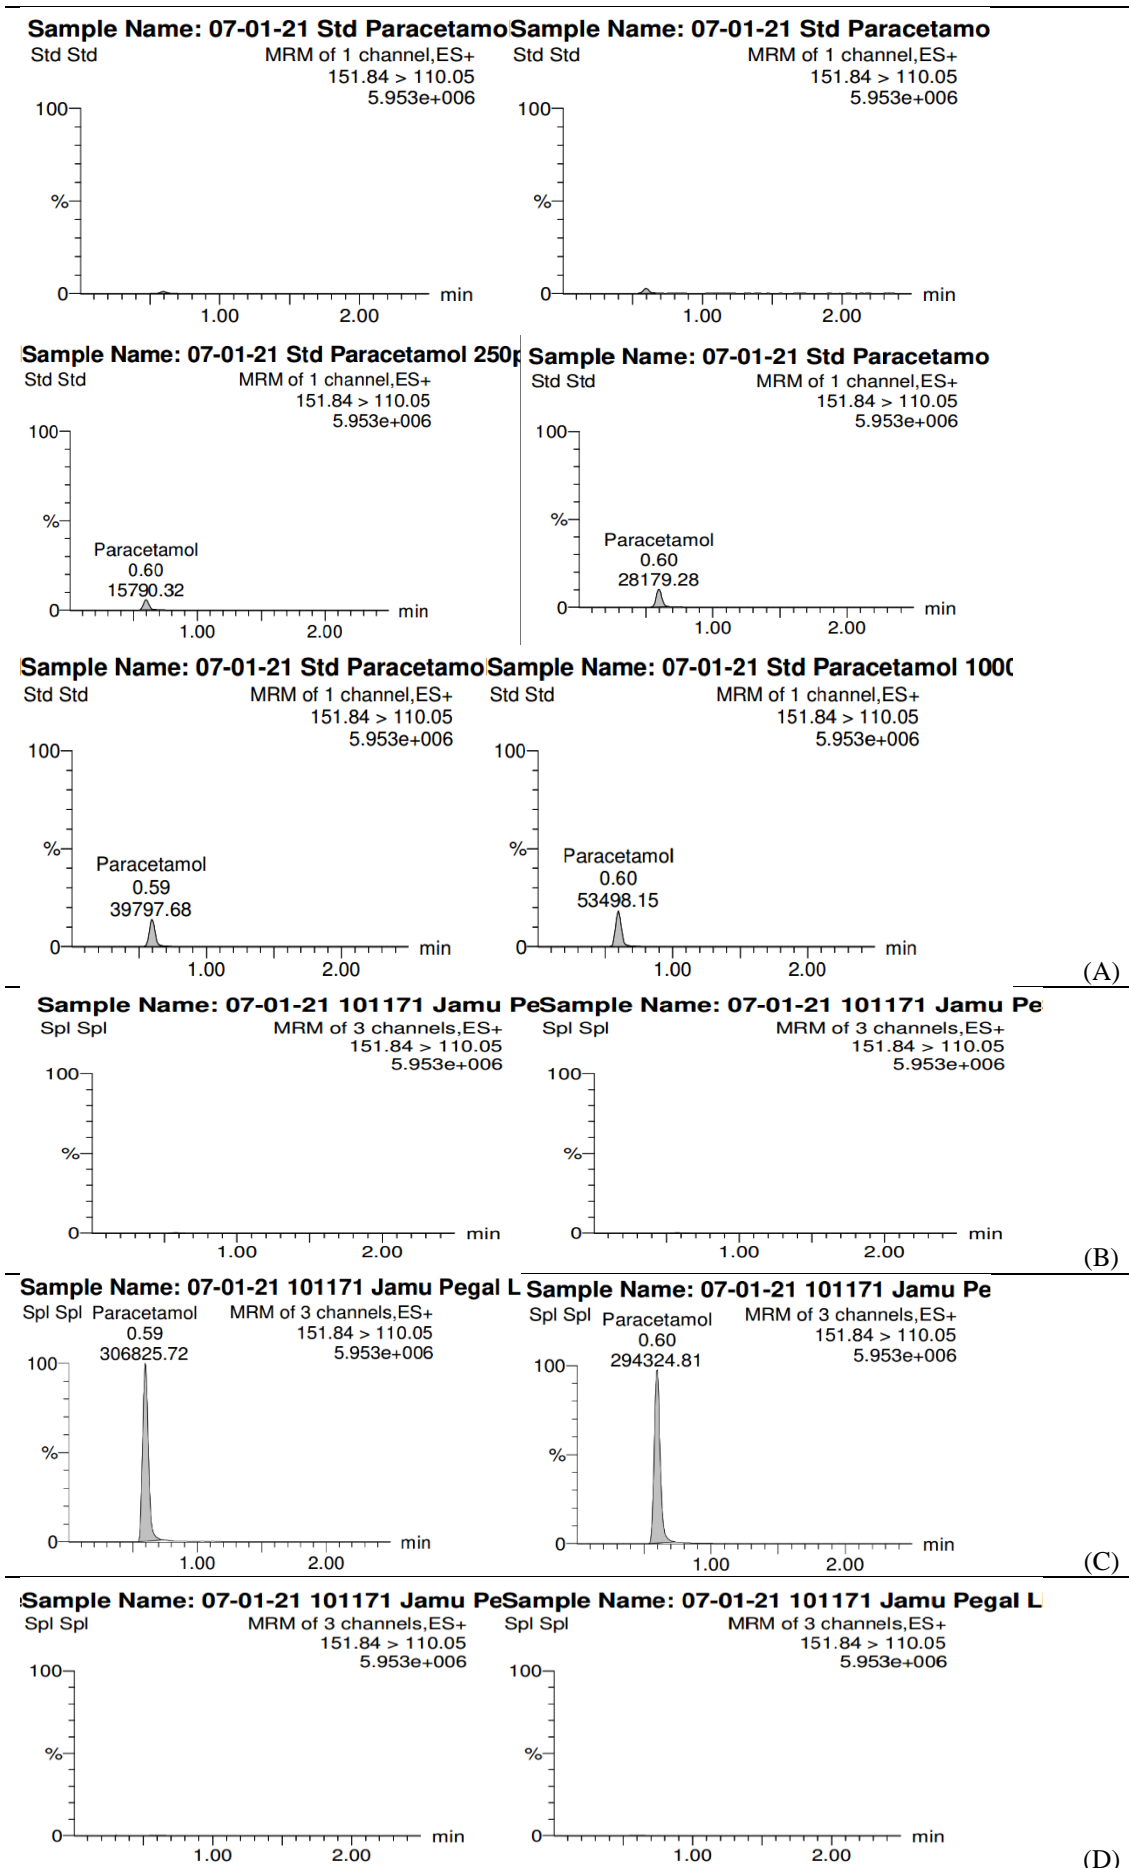 Sample Name: 07-01-21 Std Paracetamo
Std Std MRM of 1 channel,ES+
151.84 > 110.05
5.953e+006
100
%
0
1.00 2.00 min
Sample Name: 07-01-21 Std Paracetamo
Std Std MRM of 1 channel,ES+
151.84 > 110.05
5.953e+006
100
%
0
1.00 2.00 min
Sample Name: 07-01-21 Std Paracetamol 250p
Std Std MRM of 1 channel,ES+
151.84 > 110.05
5.953e+006
100
%
Paracetamol
0.60
15790.32
0
1.00 2.00 min
Sample Name: 07-01-21 Std Paracetamo
Std Std MRM of 1 channel,ES+
151.84 > 110.05
5.953e+006
100
%
Paracetamol
0.60
28179.28
0
1.00 2.00 min
Sample Name: 07-01-21 Std Paracetamo
Std Std MRM of 1 channel,ES+
151.84 > 110.05
5.953e+006
100
%
Paracetamol
0.59
39797.68
0
1.00 2.00 min
Sample Name: 07-01-21 Std Paracetamol 1000
Std Std MRM of 1 channel,ES+
151.84 > 110.05
5.953e+006
100
%
Paracetamol
0.60
53498.15
0
1.00 2.00 min
(A)
Sample Name: 07-01-21 101171 Jamu Pe
Spl Spl MRM of 3 channels,ES+
151.84 > 110.05
5.953e+006
100
%
0
1.00 2.00 min
Sample Name: 07-01-21 101171 Jamu Pe
Spl Spl MRM of 3 channels,ES+
151.84 > 110.05
5.953e+006
100
%
0
1.00 2.00 min
(B)
Sample Name: 07-01-21 101171 Jamu Pegal L
Spl Spl Paracetamol MRM of 3 channels,ES+
0.59 151.84 > 110.05
306825.72 5.953e+006
100
%
0
1.00 2.00 min
Sample Name: 07-01-21 101171 Jamu Pe
Spl Spl Paracetamol MRM of 3 channels,ES+
0.60 151.84 > 110.05
294324.81 5.953e+006
100
%
0
1.00 2.00 min
(C)
Sample Name: 07-01-21 101171 Jamu Pe
Spl Spl MRM of 3 channels,ES+
151.84 > 110.05
5.953e+006
100
%
0
1.00 2.00 min
Sample Name: 07-01-21 101171 Jamu Pegal L
Spl Spl MRM of 3 channels,ES+
151.84 > 110.05
5.953e+006
100
%
0
1.00 2.00 min
(D)